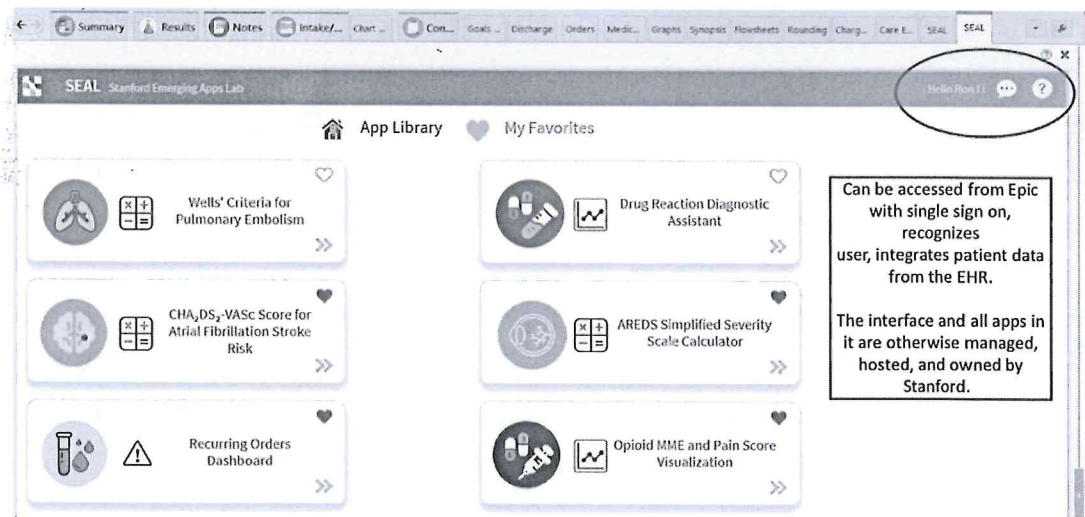 Summary Results Notes Intake/... Chart ... Con... Goals ... Discharge Orders Medic... Graphs Synopsis Flowsheets Rounding Charg... Care E... SEAL SEAL
SEAL Stanford Emerging Apps Lab
Hello Ron Li
App Library
My Favorites
Wells' Criteria for
Pulmonary Embolism
Drug Reaction Diagnostic
Assistant
CHA₂DS₂-VASc Score for
Atrial Fibrillation Stroke
Risk
AREDS Simplified Severity
Scale Calculator
Recurring Orders
Dashboard
Opioid MME and Pain Score
Visualization
Can be accessed from Epic
with single sign on,
recognizes
user, integrates patient data
from the EHR.
The interface and all apps in
it are otherwise managed,
hosted, and owned by
Stanford.